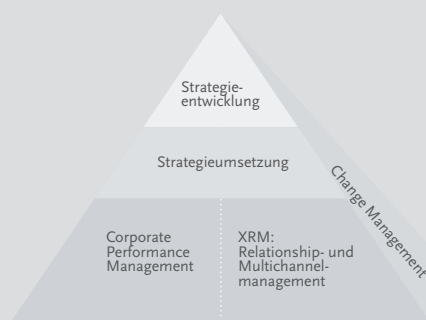 Strategie-
entwicklung
Strategieumsetzung
Corporate
Performance
Management
XRM:
Relationship- und
Multichannel-
management
Change Management